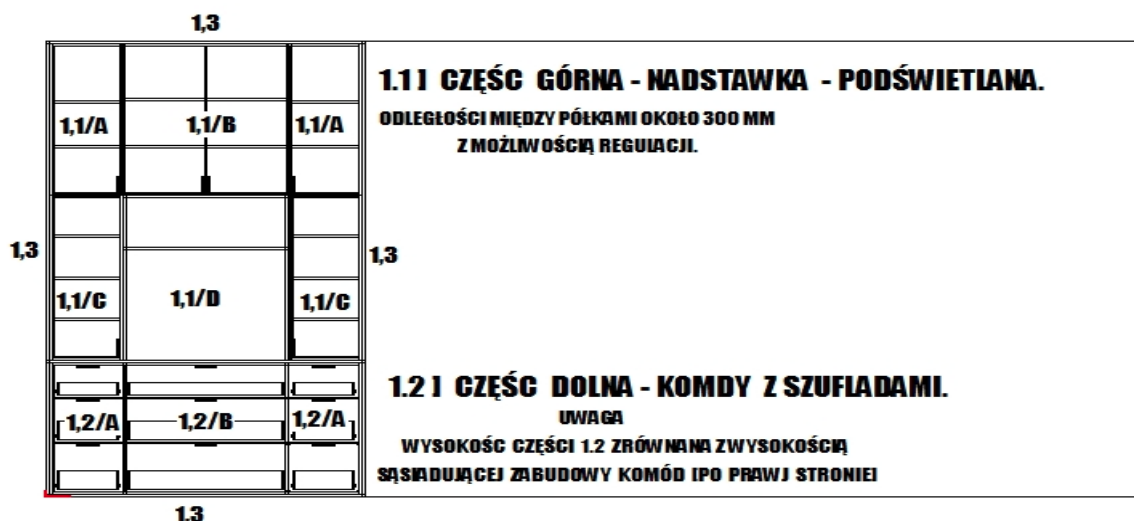 1,3
1.1] CZĘŚC GÓRNA - NADSTAWKA - PODŚWIETLANA.
ODLEGŁOŚCI MIĘDZY PÓŁKAMI OKOŁO 300 MM
Z MOŻLIWOŚCIĄ REGULACJI.
1,1/A 1,1/B 1,1/A
1,3 1,3
1,1/C 1,1/D 1,1/C
1.2] CZĘŚC DOLNA - KOMDY Z SZUFLADAMI.
UWAGA
1,2/A 1,2/B 1,2/A
WYSOKOŚC CZĘŚCI 1.2 ZRÓWNANA Z WYSOKOŚCIĄ
SĄSIADUJĄCEJ ZABUDOWY KOMÓD [PO PRAWJ STRONIE]
1,3